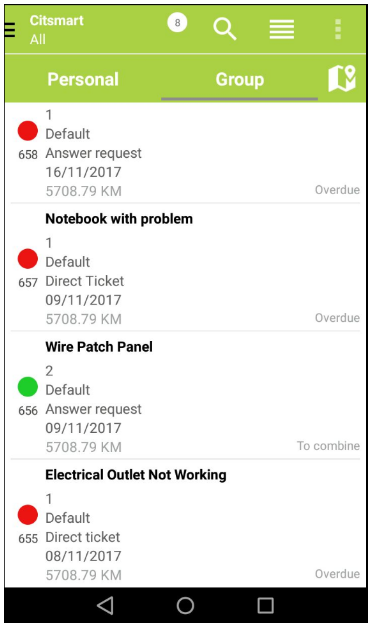 Citsmart
All
8
Personal
Group
1
Default
658 Answer request
16/11/2017
5708.79 KM
Overdue
Notebook with problem
1
Default
657 Direct Ticket
09/11/2017
5708.79 KM
Overdue
Wire Patch Panel
2
Default
656 Answer request
09/11/2017
5708.79 KM
To combine
Electrical Outlet Not Working
1
Default
655 Direct ticket
08/11/2017
5708.79 KM
Overdue